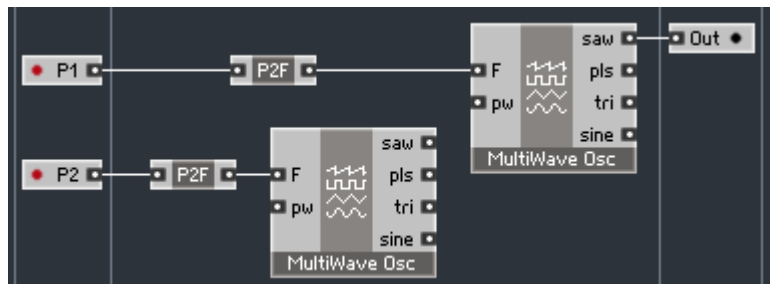 P1
P2F
F
pw
saw
pls
tri
sine
MultiWave Osc
Out
P2
P2F
F
pw
saw
pls
tri
sine
MultiWave Osc